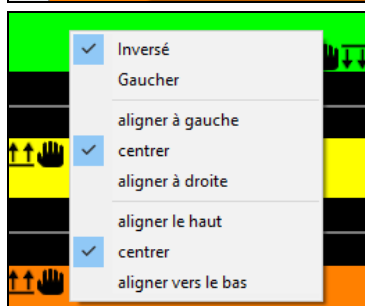 Inversé
Gaucher
aligner à gauche
centrer
aligner à droite
aligner le haut
centrer
aligner vers le bas